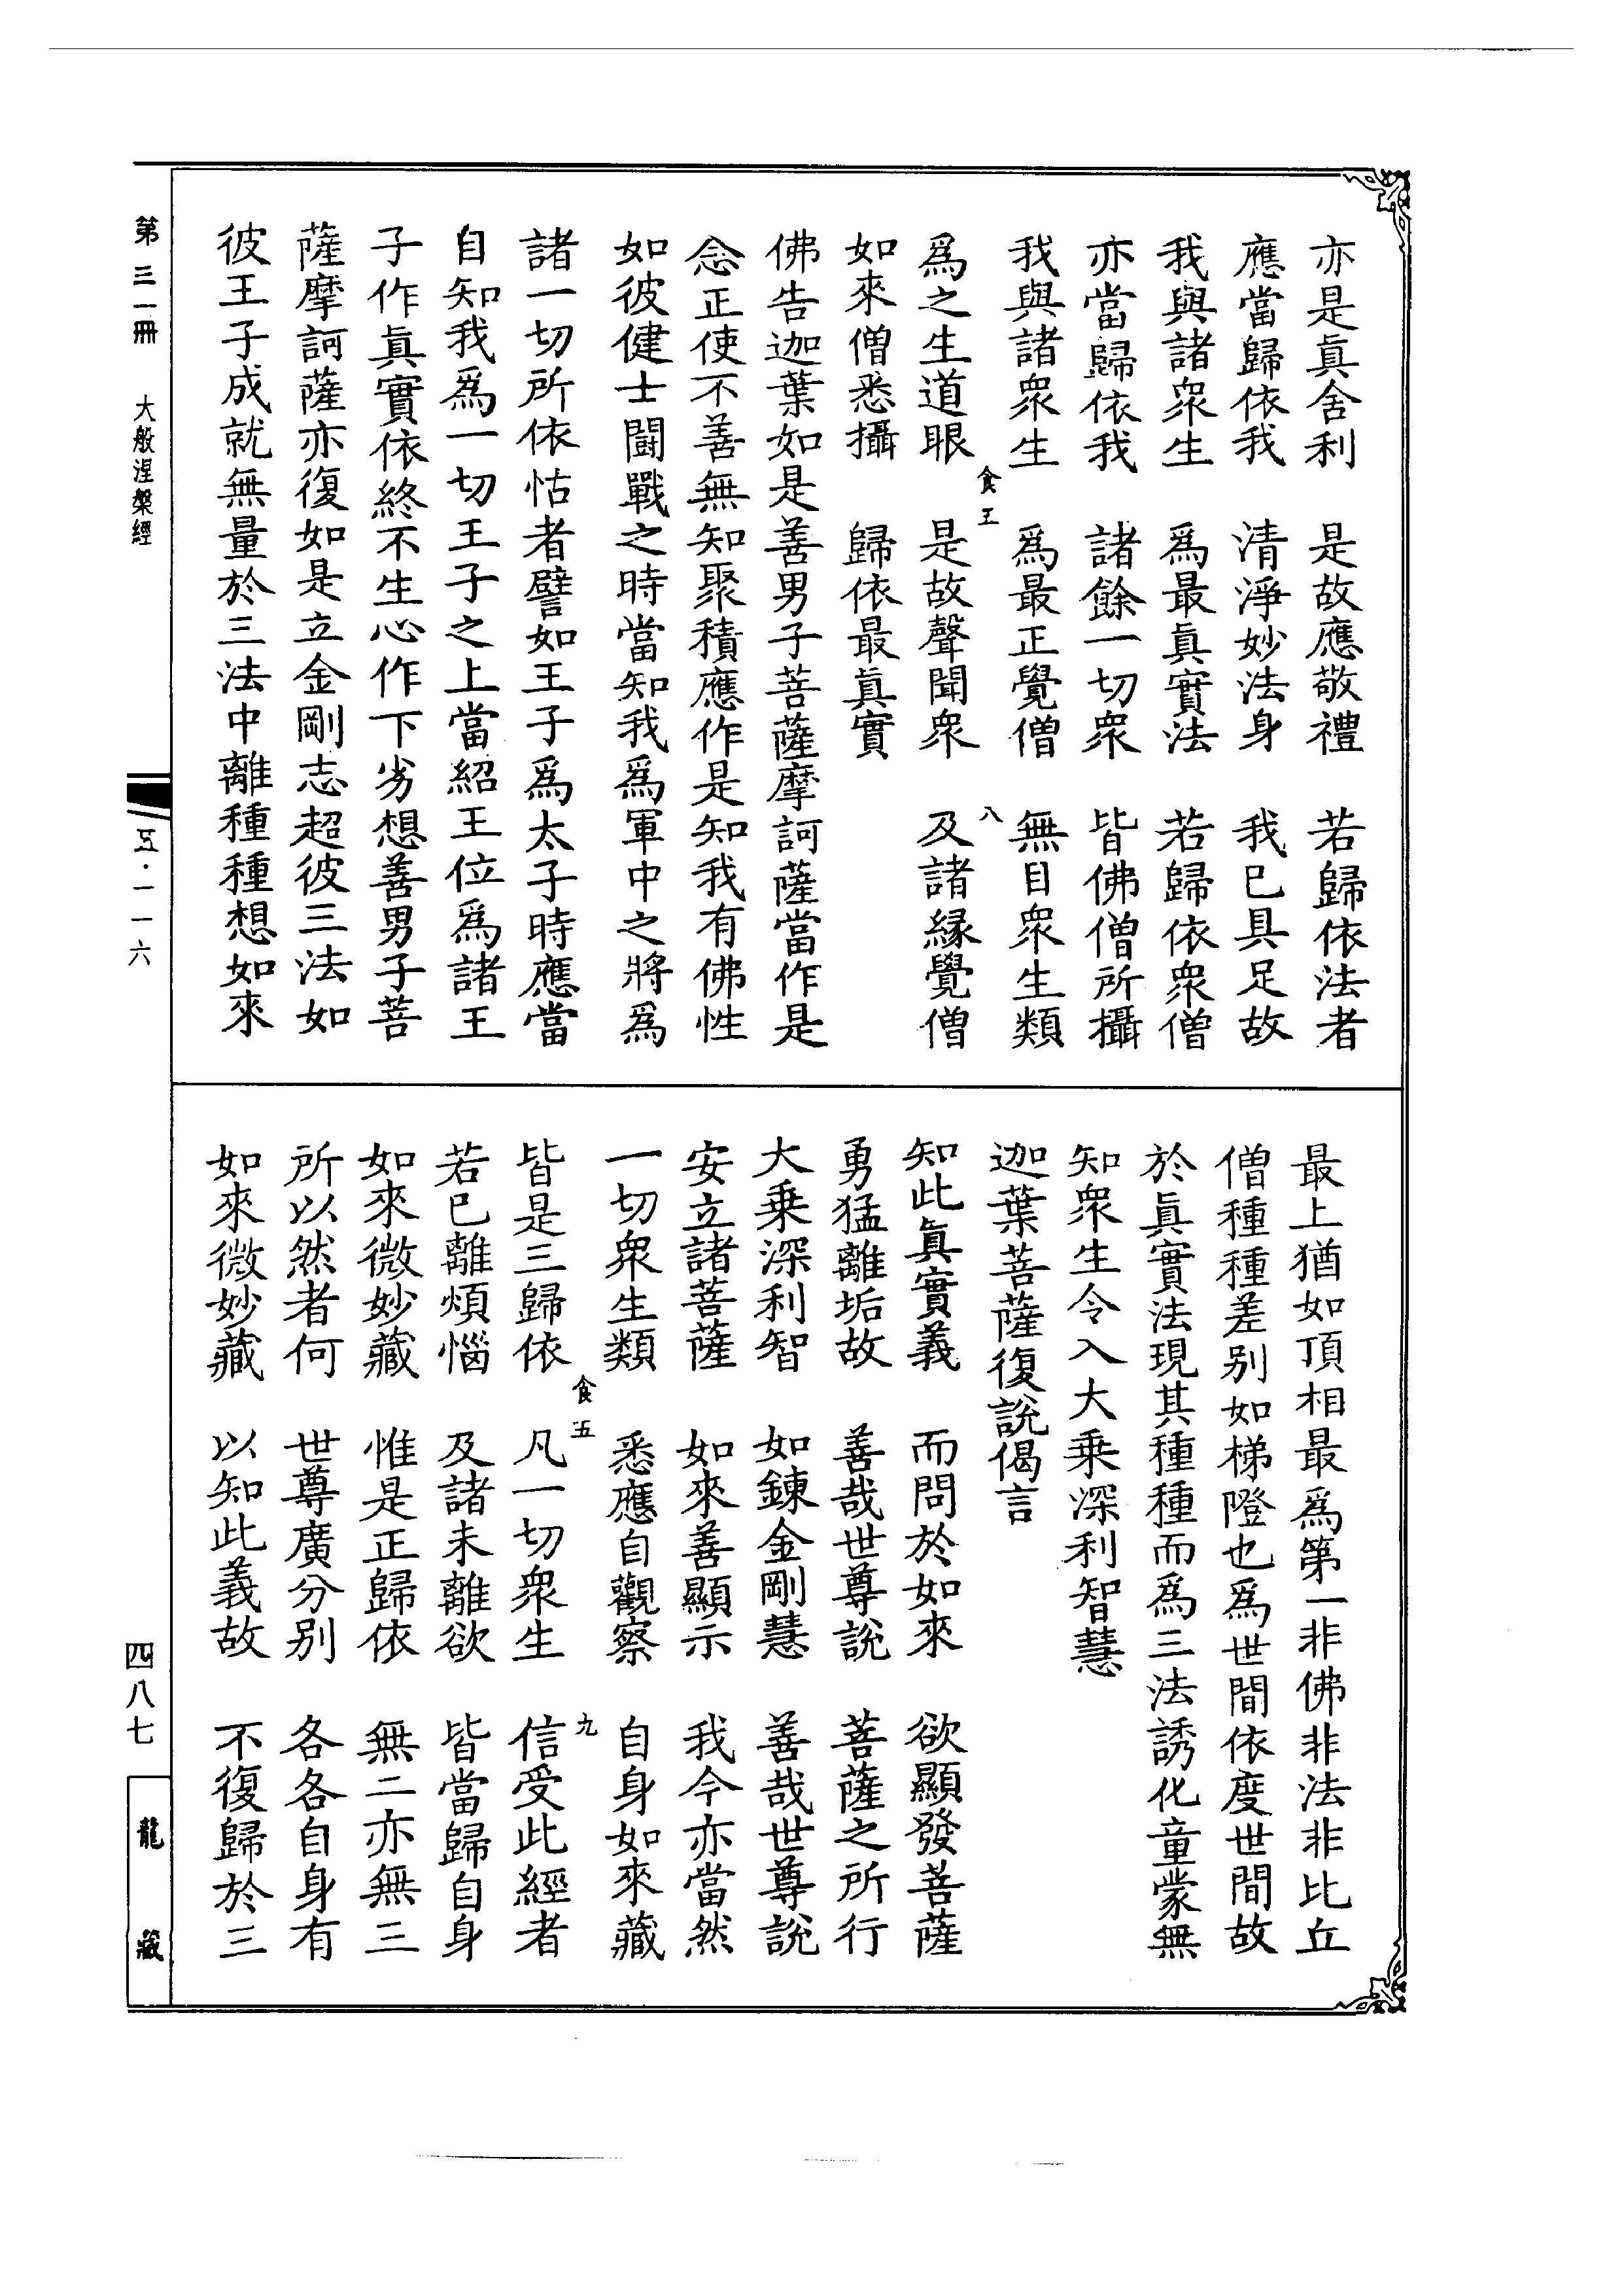 亦是眞舍利　是故應敬禮　若歸依法者
應當歸依我　清淨妙法身　我已具足故
我與諸衆生　爲最眞實法　若歸依衆僧
亦當歸依我　諸餘一切衆　皆佛僧所攝
我與諸衆生　爲最正覺僧　無目衆生類
食五　八
爲之生道眼　是故聲聞衆　及諸縁覺僧
如來僧悉攝　歸依最眞實
佛告迦葉如是善男子菩薩摩訶薩當作是
念正使不善無知聚積應作是知我有佛性
如彼健士鬪戰之時當知我爲軍中之將爲
諸一切所依怙者譬如王子爲太子時應當
自知我爲一切王子之上當紹王位爲諸王
子作眞實依終不生心作下劣想善男子菩
薩摩訶薩亦復如是立金剛志超彼三法如
彼王子成就無量於三法中離種種想如來
最上猶如頂相最爲第一非佛非法非比丘
僧種種差别如梯隥也爲世間依度世間故
於眞實法現其種種而爲三法誘化童蒙無
知衆生令入大乗深利智慧
迦葉菩薩復說偈言
知此眞實義　而問於如來　欲顯發菩薩
勇猛離垢故　善哉世尊說　菩薩之所行
大乗深利智　如鍊金剛慧　善哉世尊說
安立諸菩薩　如來善顯示　我今亦當然
一切衆生類　悉應自觀察　自身如來藏
食五　九
皆是三歸依　凡一切衆生　信受此經者
若已離煩惱　及諸未離欲　皆當歸自身
如來微妙藏　惟是正歸依　無二亦無三
所以然者何　世尊廣分别　各各自身有
如來微妙藏　以知此義故　不復歸於三
第三一冊　大般涅槃經
五·一一六
四八七
龍藏